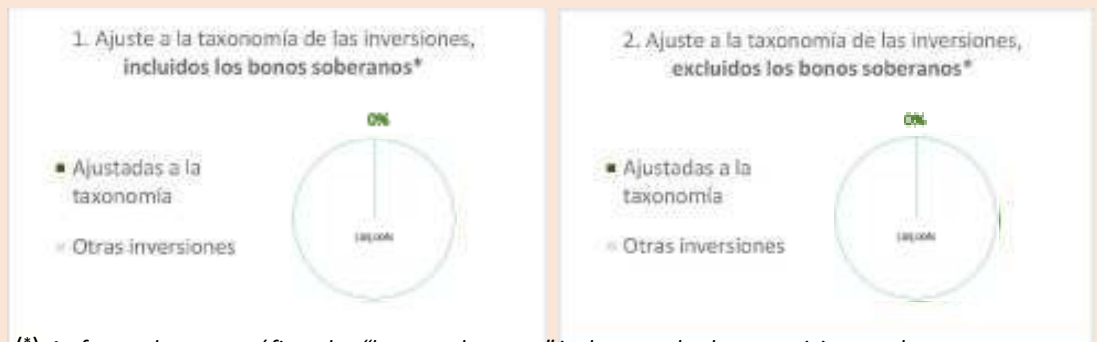 1. Ajuste a la taxonomía de las inversiones,
incluidos los bonos soberanos*
0%
■ Ajustadas a la
taxonomía
Otras inversiones
2. Ajuste a la taxonomía de las inversiones,
excluidos los bonos soberanos*
0%
■ Ajustadas a la
taxonomía
Otras inversiones